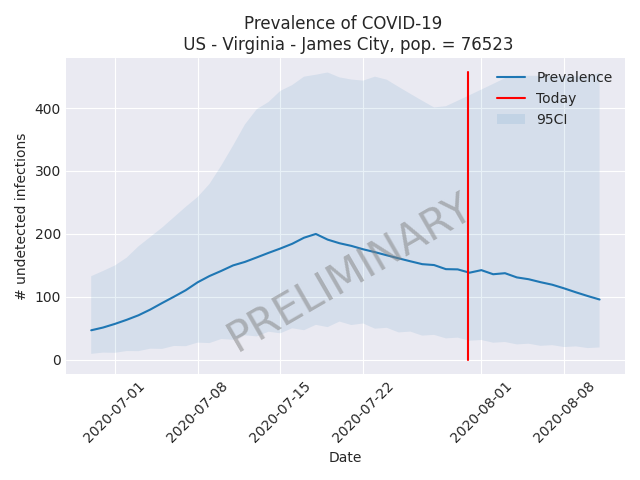 Prevalence of COVID-19
US - Virginia - James City, pop. = 76523
# undetected infections
400
300
200
100
0
Prevalence
Today
95CI
PRELIMINARY
2020-07-01
2020-07-08
2020-07-15
2020-07-22
2020-08-01
2020-08-08
Date